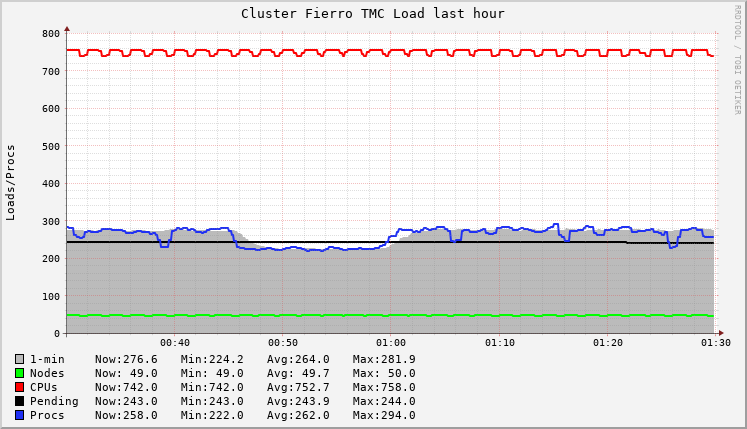 Cluster Fierro TMC Load last hour
RRDTOOL / TOBI OETIKER
Loads/Procs
800
700
600
500
400
300
200
100
0
00:40 00:50 01:00 01:10 01:20 01:30
1-min Now:276.6 Min:224.2 Avg:264.0 Max:281.9
Nodes Now: 49.0 Min: 49.0 Avg: 49.7 Max: 50.0
CPUs Now:742.0 Min:742.0 Avg:752.7 Max:758.0
Pending Now:243.0 Min:243.0 Avg:243.9 Max:244.0
Procs Now:258.0 Min:222.0 Avg:262.0 Max:294.0